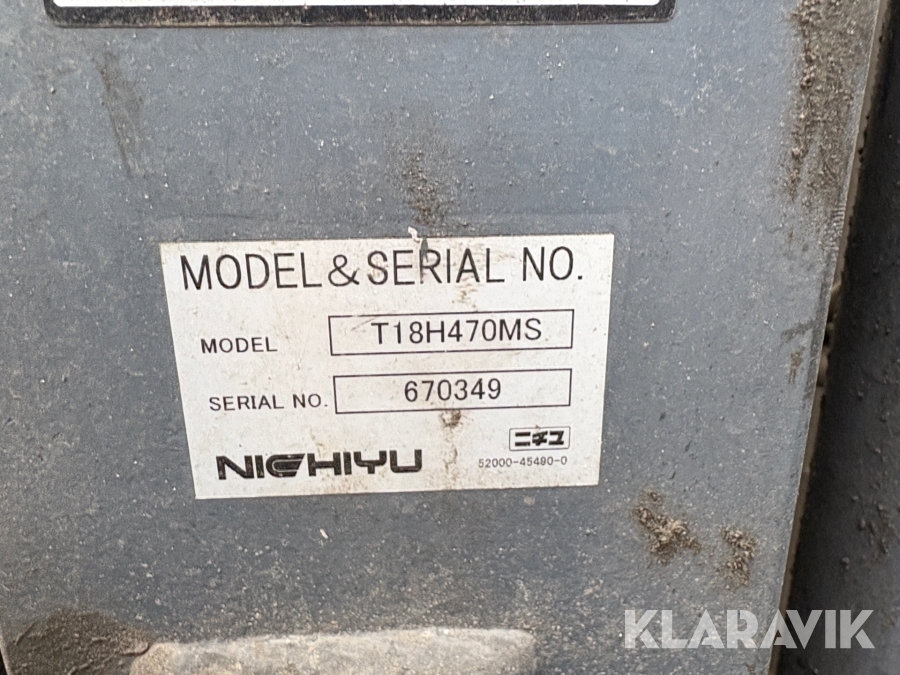 MODEL & SERIAL NO.
MODEL T18H470MS
SERIAL NO. 670349
NICHIYU ニチユ
52000-45490-0
KLARAVIK